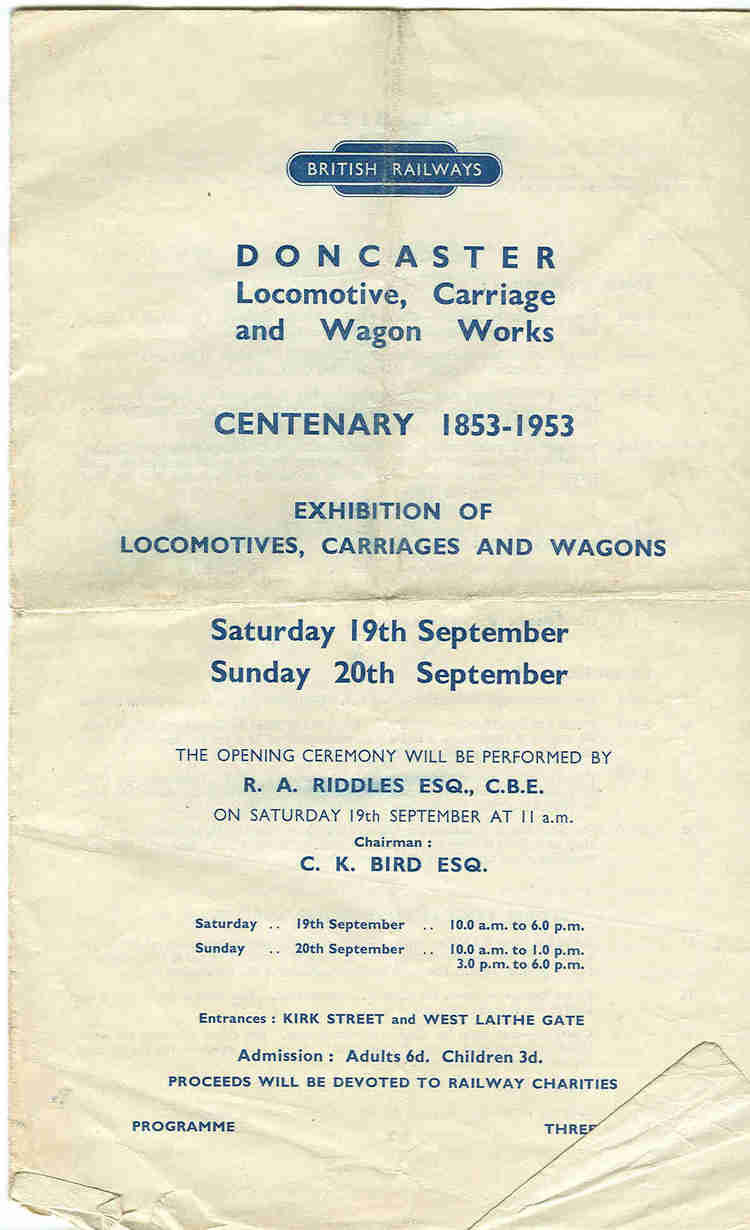 BRITISH RAILWAYS
DONCASTER
Locomotive, Carriage
and Wagon Works
CENTENARY 1853-1953
EXHIBITION OF
LOCOMOTIVES, CARRIAGES AND WAGONS
Saturday 19th September
Sunday 20th September
THE OPENING CEREMONY WILL BE PERFORMED BY
R. A. RIDDLES ESQ., C.B.E.
ON SATURDAY 19th SEPTEMBER AT 11 a.m.
Chairman :
C. K. BIRD ESQ.
Saturday .. 19th September .. 10.0 a.m. to 6.0 p.m.
Sunday .. 20th September .. 10.0 a.m. to 1.0 p.m.
3.0 p.m. to 6.0 p.m.
Entrances : KIRK STREET and WEST LAITHE GATE
Admission : Adults 6d. Children 3d.
PROCEEDS WILL BE DEVOTED TO RAILWAY CHARITIES
PROGRAMME THREE